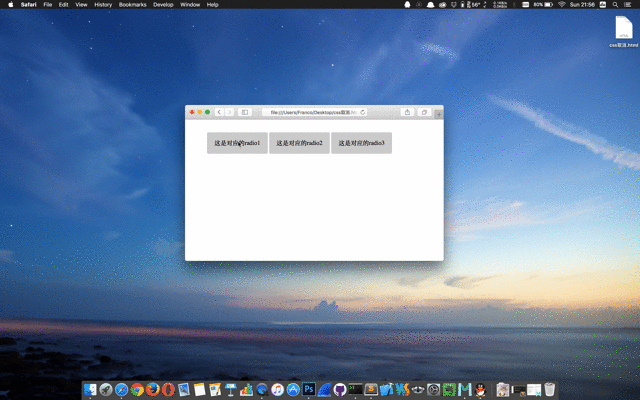 Safari File Edit View History Bookmarks Develop Window Help
56° 80% Sun 21:56
css取消.html
file:///Users/Franco/Desktop/css取消.h
这是对应的radio1 这是对应的radio2 这是对应的radio3